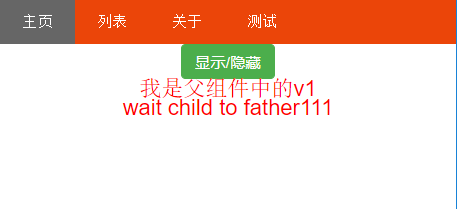 主页 列表 关于 测试
显示/隐藏
我是父组件中的v1
wait child to father111